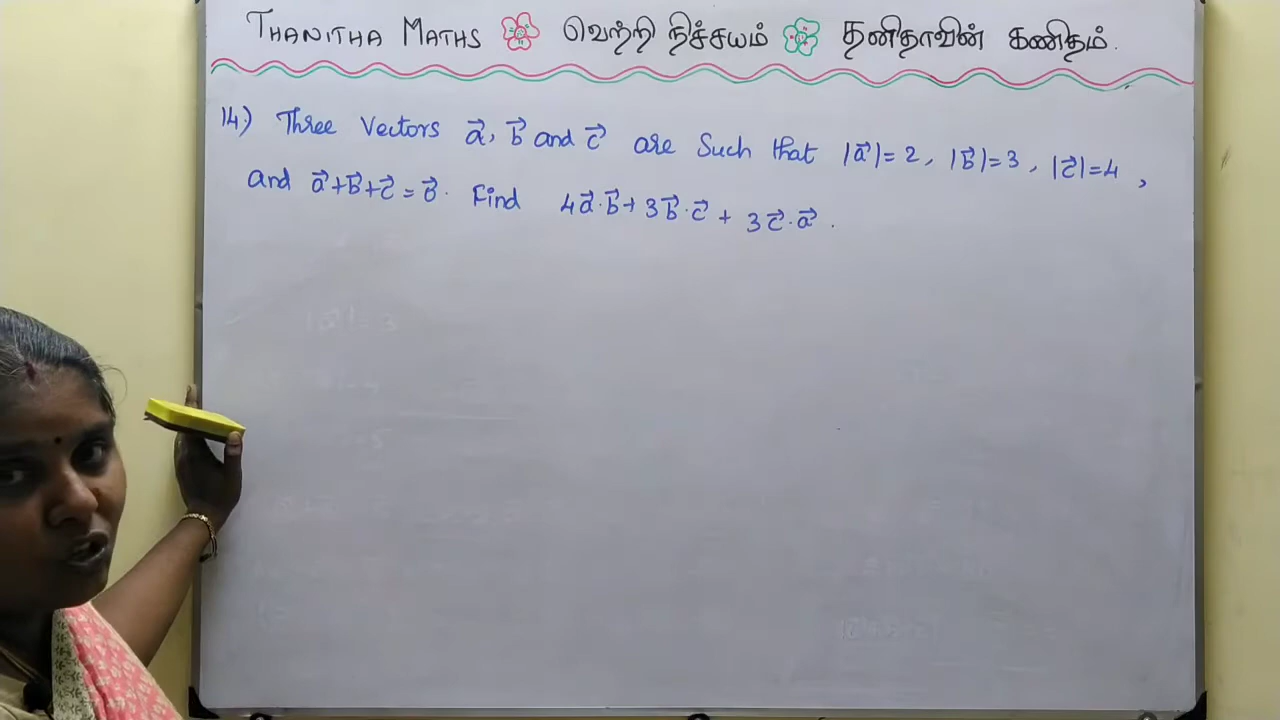 THANITHA MATHS வெற்றி நிச்சயம் தனிதாவின் கணிதம்.
14.) Three Vectors a⃗, b⃗ and c⃗ are Such that |a⃗|=2, |b⃗|=3, |c⃗|=4,
and a⃗+b⃗+c⃗=0⃗. Find 4a⃗·b⃗+3b⃗·c⃗+3c⃗·a⃗.